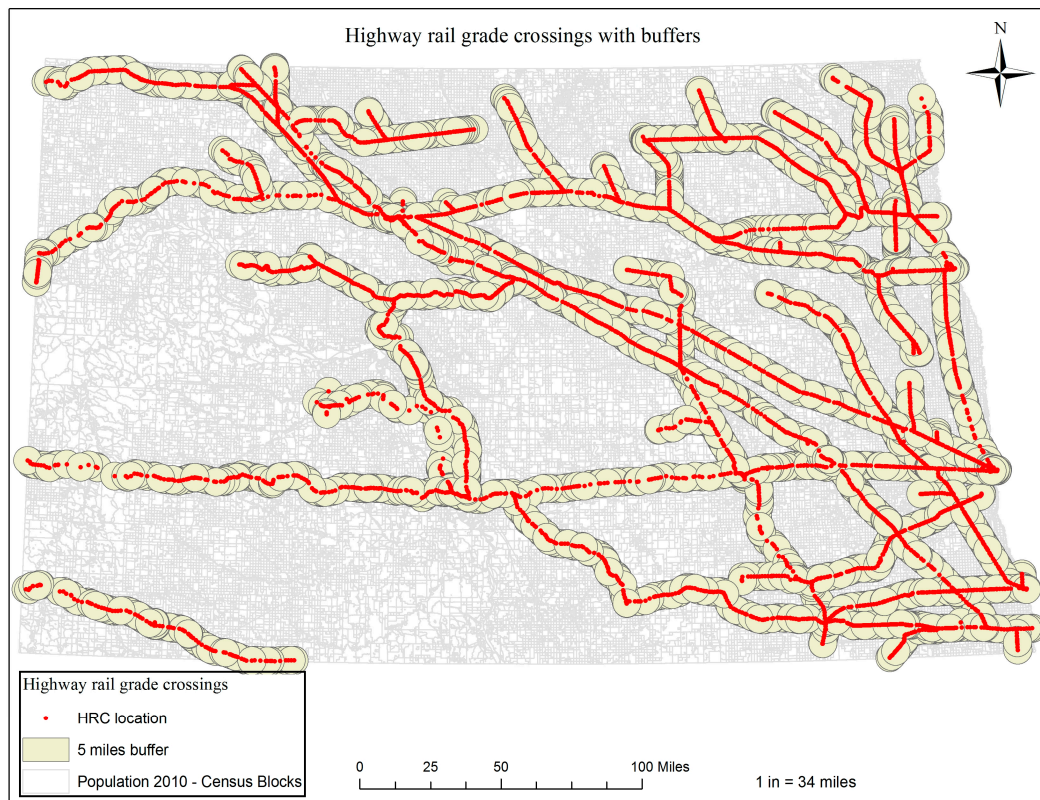 Highway rail grade crossings with buffers
N
Highway rail grade crossings
HRC location
5 miles buffer
Population 2010 - Census Blocks
0 25 50 100 Miles
1 in = 34 miles